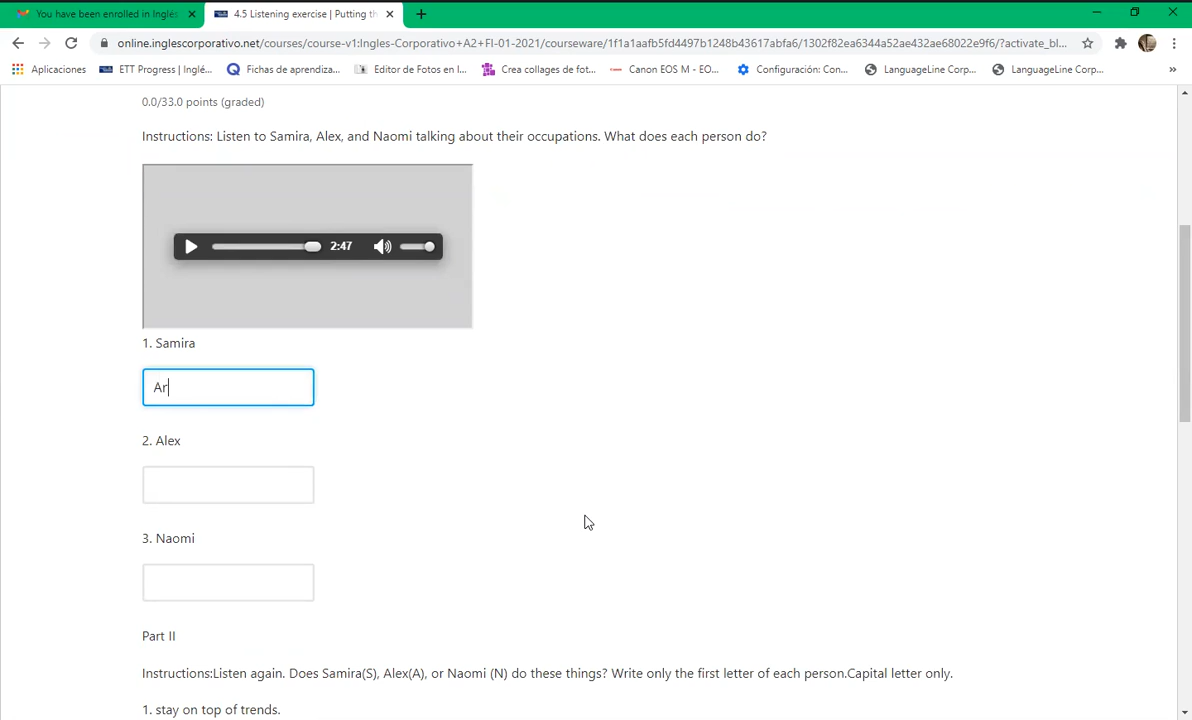 You have been enrolled in Inglés
4.5 Listening exercise | Putting th
online.inglescorporativo.net/courses/course-v1:Ingles-Corporativo+A2+FI-01-2021/courseware/1f1a1aafb5fd4497b1248b43617abfa6/1302f82ea6344a52ae432ae68022e9f6/?activate_bl...
Aplicaciones
ETT Progress | Inglé...
Fichas de aprendiza...
Editor de Fotos en l...
Crea collages de fot...
Canon EOS M - EO...
Configuración: Con...
LanguageLine Corp...
LanguageLine Corp...
»
0.0/33.0 points (graded)
Instructions: Listen to Samira, Alex, and Naomi talking about their occupations. What does each person do?
2:47
1. Samira
Ar
2. Alex
3. Naomi
Part II
Instructions:Listen again. Does Samira(S), Alex(A), or Naomi (N) do these things? Write only the first letter of each person.Capital letter only.
1. stay on top of trends.